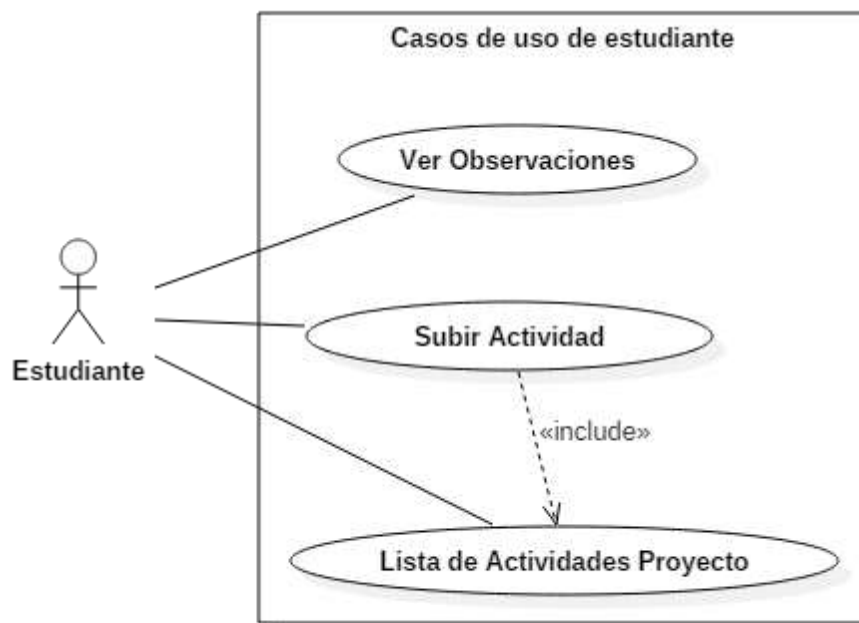 Casos de uso de estudiante
Ver Observaciones
Subir Actividad
Estudiante
«include»
Lista de Actividades Proyecto